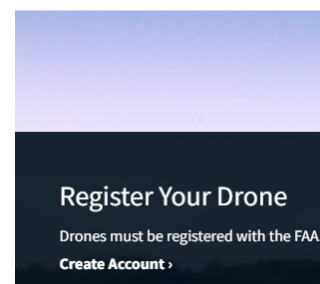 Register Your Drone
Drones must be registered with the FAA
Create Account ›